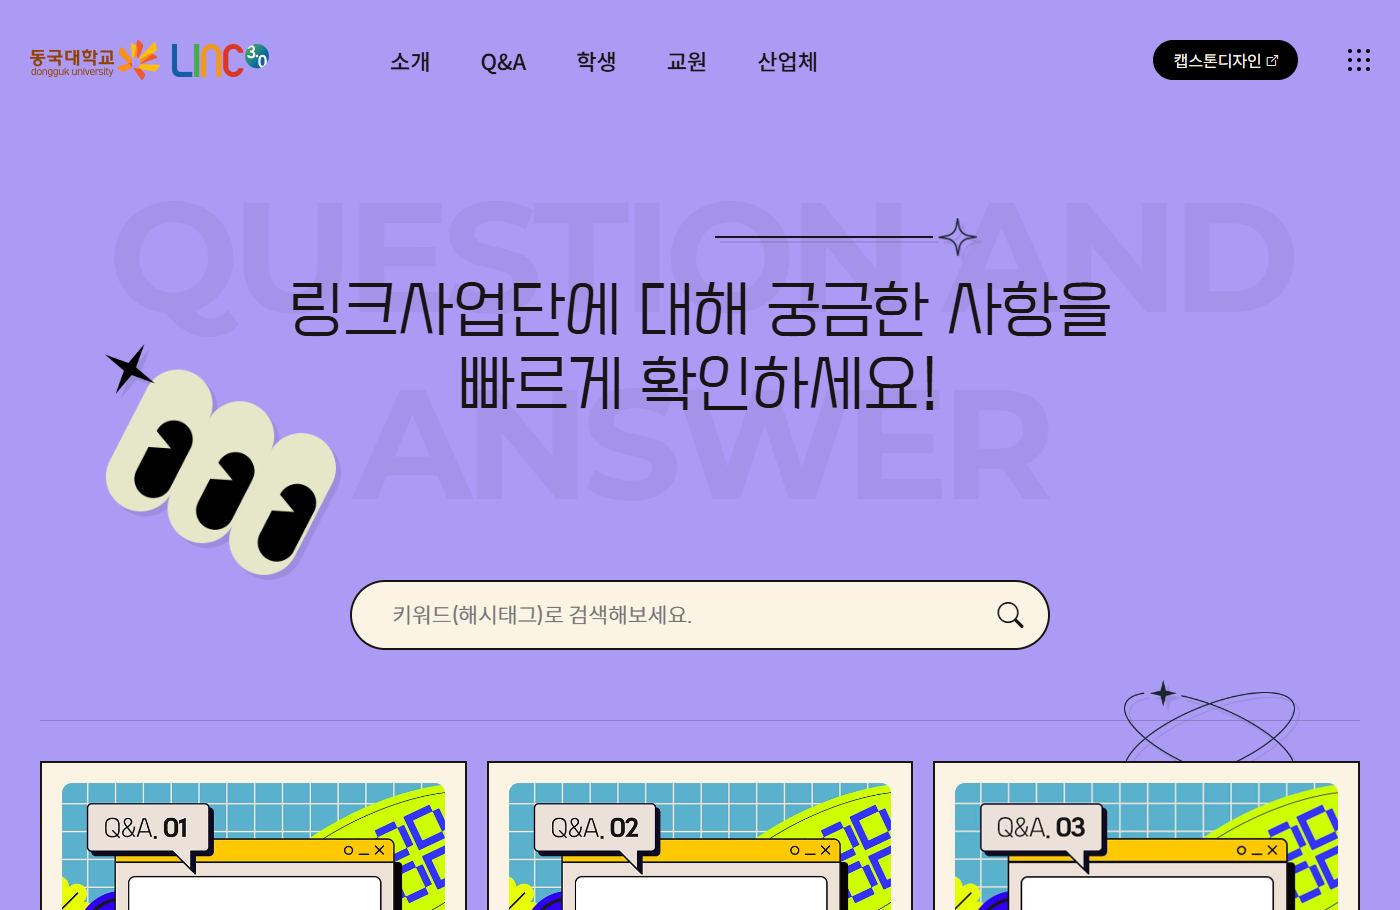 동국대학교
dongguk university
LINC 3.0
소개
Q&A
학생
교원
산업체
캡스톤디자인
QUESTION AND
링크사업단에 대해 궁금한 사항을
빠르게 확인하세요!
ANSWER
키워드(해시태그)로 검색해보세요.
Q&A. 01
Q&A. 02
Q&A. 03